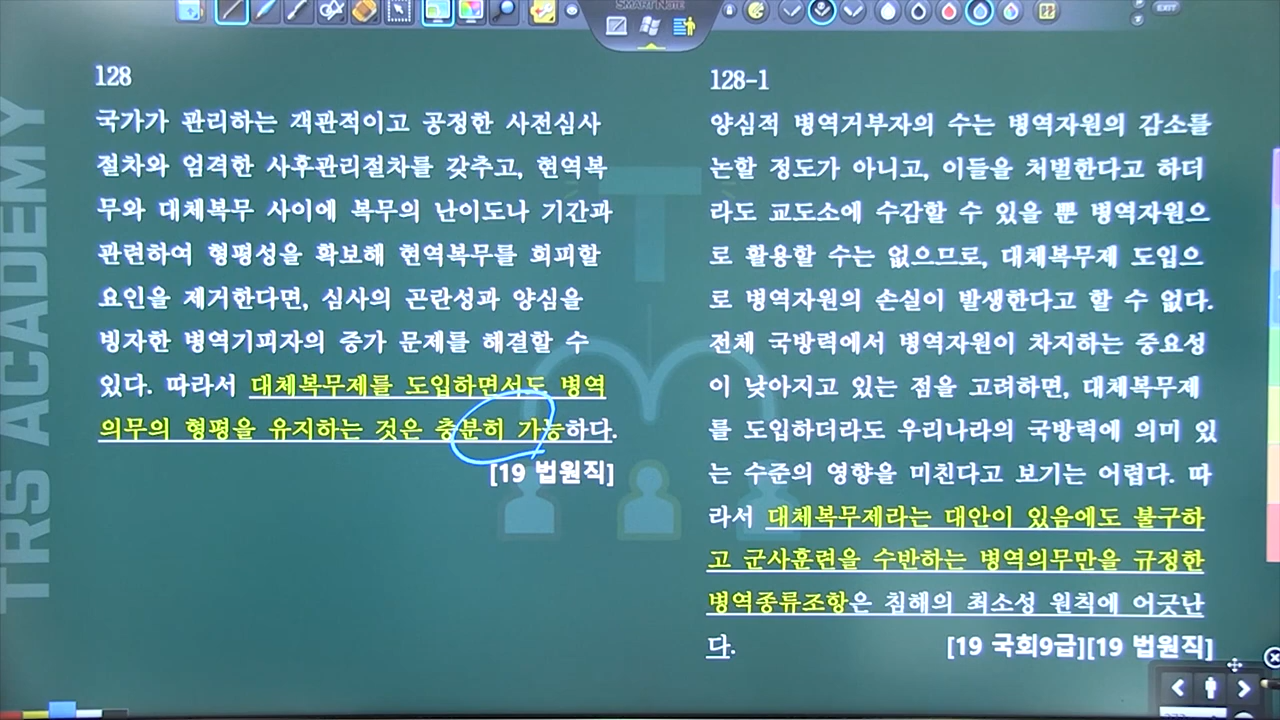 SMART NOTE
EXIT
TRS ACADEMY
128
국가가 관리하는 객관적이고 공정한 사전심사
절차와 엄격한 사후관리절차를 갖추고, 현역복
무와 대체복무 사이에 복무의 난이도나 기간과
관련하여 형평성을 확보해 현역복무를 회피할
요인을 제거한다면, 심사의 곤란성과 양심을
빙자한 병역기피자의 증가 문제를 해결할 수
있다. 따라서 대체복무제를 도입하면서도 병역
의무의 형평을 유지하는 것은 충분히 가능하다.
[19 법원직]
128-1
양심적 병역거부자의 수는 병역자원의 감소를
논할 정도가 아니고, 이들을 처벌한다고 하더
라도 교도소에 수감할 수 있을 뿐 병역자원으
로 활용할 수는 없으므로, 대체복무제 도입으
로 병역자원의 손실이 발생한다고 할 수 없다.
전체 국방력에서 병역자원이 차지하는 중요성
이 낮아지고 있는 점을 고려하면, 대체복무제
를 도입하더라도 우리나라의 국방력에 의미 있
는 수준의 영향을 미친다고 보기는 어렵다. 따
라서 대체복무제라는 대안이 있음에도 불구하
고 군사훈련을 수반하는 병역의무만을 규정한
병역종류조항은 침해의 최소성 원칙에 어긋난
다. [19 국회9급][19 법원직]